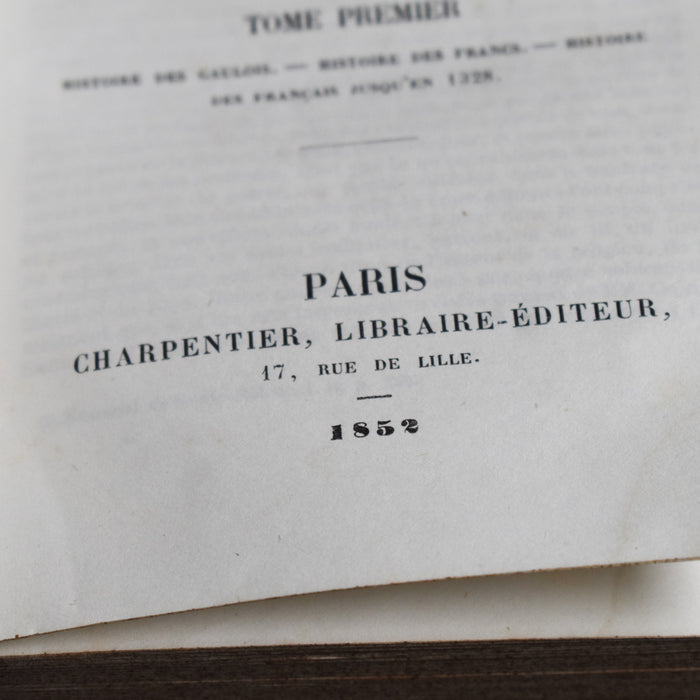 TOME PREMIER
HISTOIRE DES GAULOIS. — HISTOIRE DES FRANCS. — HISTOIRE
DES FRANÇAIS JUSQU'EN 1328.
PARIS
CHARPENTIER, LIBRAIRE-ÉDITEUR,
17, RUE DE LILLE.
1852